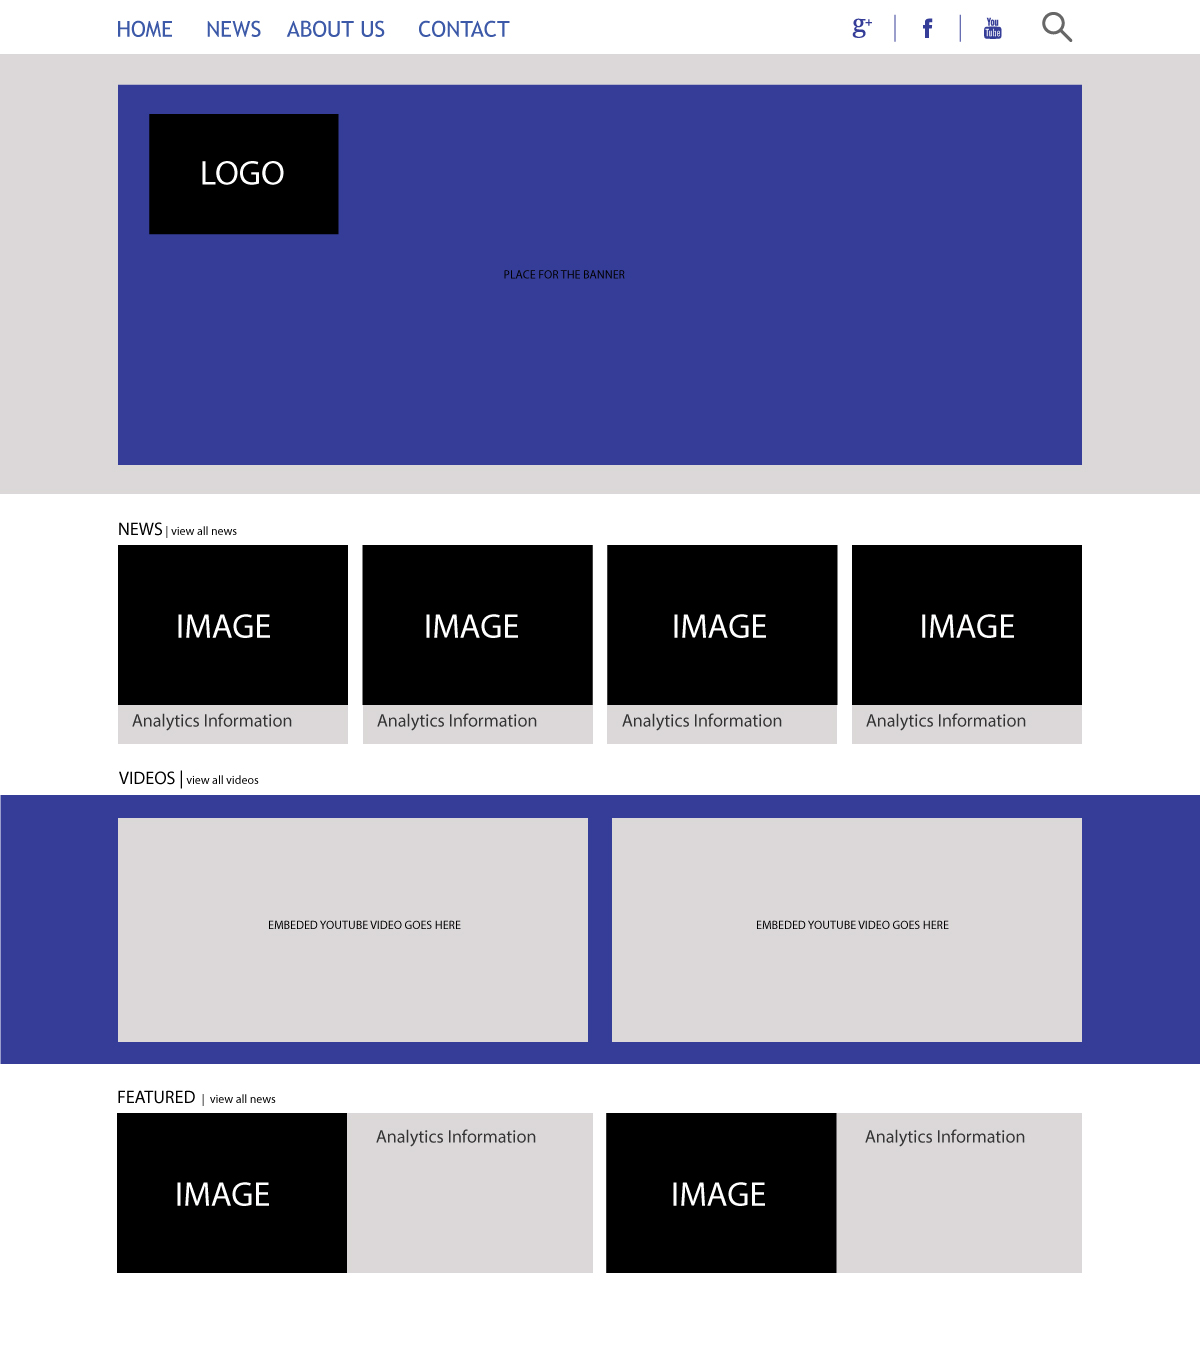 HOME NEWS ABOUT US CONTACT g+ f You Tube
LOGO
PLACE FOR THE BANNER
NEWS | view all news
IMAGE IMAGE IMAGE IMAGE
Analytics Information Analytics Information Analytics Information Analytics Information
VIDEOS | view all videos
EMBEDED YOUTUBE VIDEO GOES HERE EMBEDED YOUTUBE VIDEO GOES HERE
FEATURED | view all news
Analytics Information Analytics Information
IMAGE IMAGE